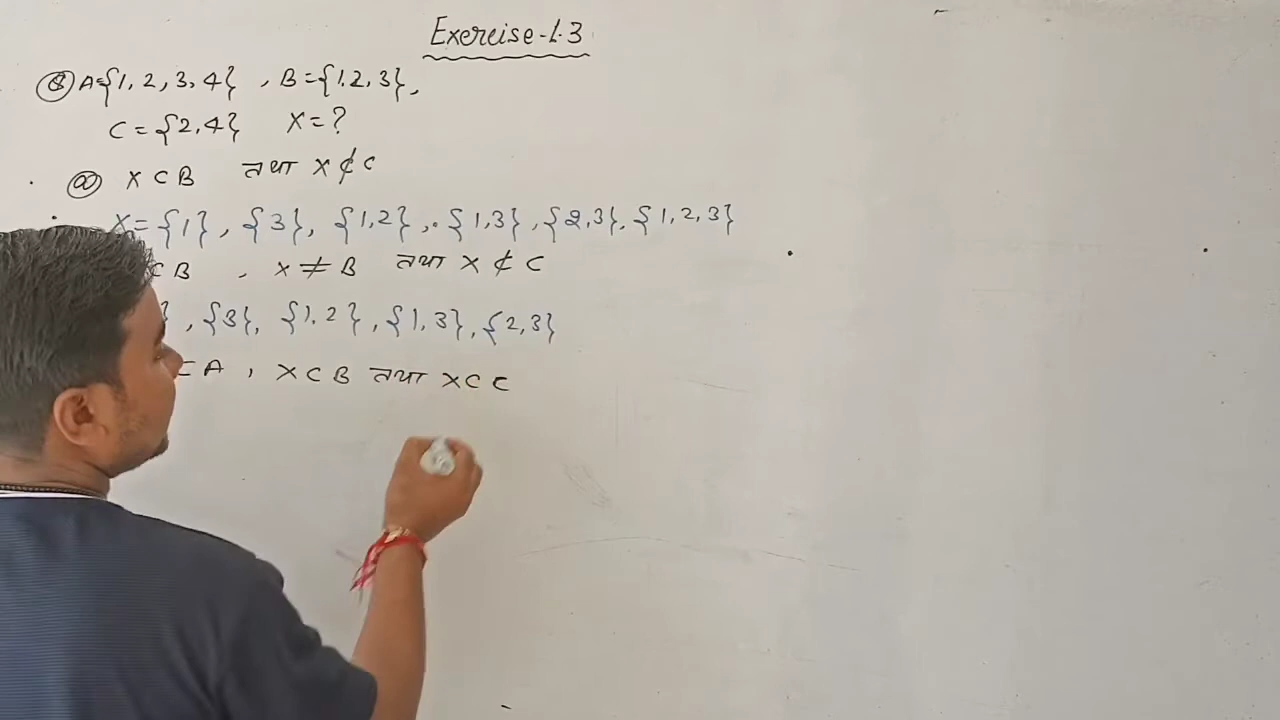 Exercise-1.3
A={1, 2, 3, 4} , B={1, 2, 3},
C = {2, 4} X = ?
(a) X ⊂ B तथा X ⊄ C
X = {1}, {3}, {1,2}, {1,3}, {2,3}, {1, 2, 3}
⊂ B , X ≠ B तथा X ⊄ C
}, {3}, {1, 2}, {1, 3}, {2, 3}
⊂ A , X ⊂ B तथा X ⊂ C